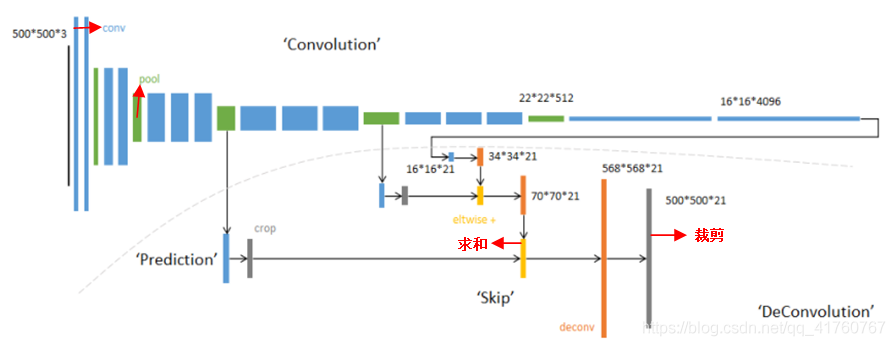 500*500*3
conv
'Convolution'
pool
22*22*512
16*16*4096
16*16*21
34*34*21
568*568*21
70*70*21
500*500*21
eltwise +
crop
求和
裁剪
'Prediction'
'Skip'
'DeConvolution'
deconv
https://blog.csdn.net/qq_41760767